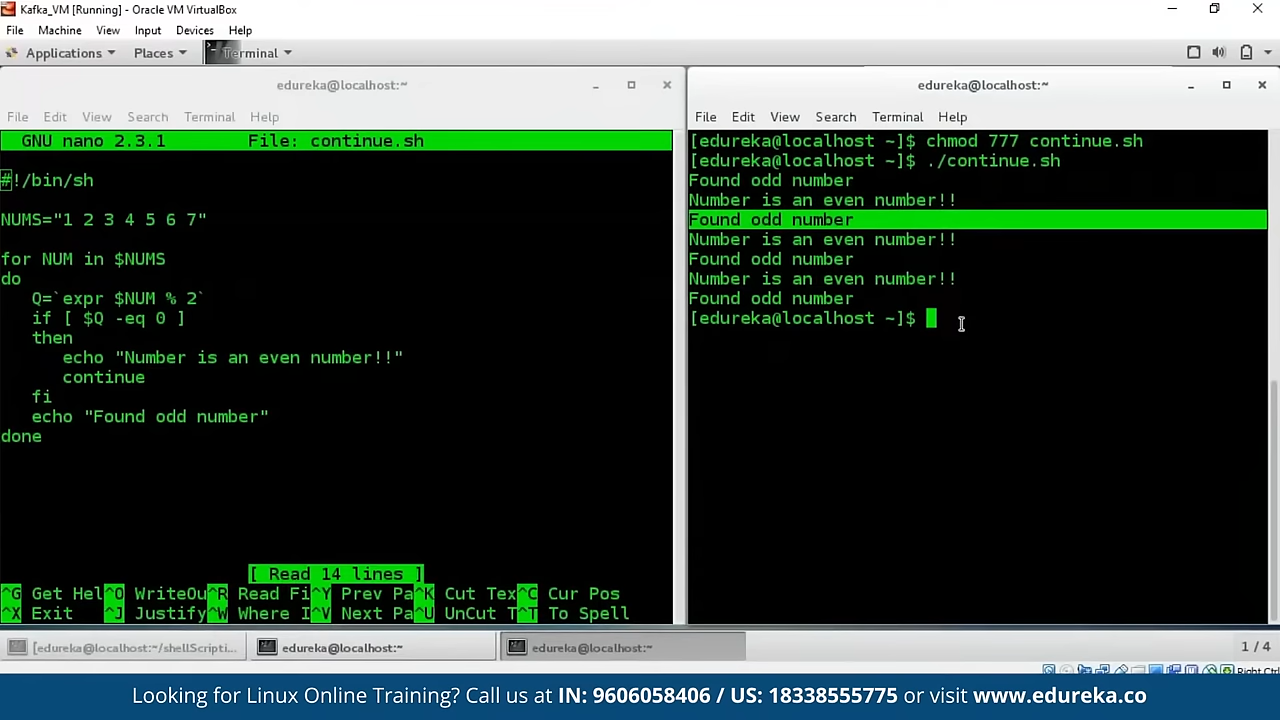 Kafka_VM [Running] - Oracle VM VirtualBox
File Machine View Input Devices Help
Applications Places Terminal
edureka@localhost:~
File Edit View Search Terminal Help
GNU nano 2.3.1 File: continue.sh
#!/bin/sh
NUMS="1 2 3 4 5 6 7"
for NUM in $NUMS
do
Q=`expr $NUM % 2`
if [ $Q -eq 0 ]
then
echo "Number is an even number!!"
continue
fi
echo "Found odd number"
done
[ Read 14 lines ]
^G Get Hel^O WriteOu^R Read Fi^Y Prev Pa^K Cut Tex^C Cur Pos
^X Exit ^J Justify^W Where I^V Next Pa^U UnCut T^T To Spell
edureka@localhost:~
File Edit View Search Terminal Help
[edureka@localhost ~]$ chmod 777 continue.sh
[edureka@localhost ~]$ ./continue.sh
Found odd number
Number is an even number!!
Found odd number
Number is an even number!!
Found odd number
Number is an even number!!
Found odd number
[edureka@localhost ~]$
[edureka@localhost:~/shellScripti... edureka@localhost:~ edureka@localhost:~ 1 / 4
Right Ctrl
Looking for Linux Online Training? Call us at IN: 9606058406 / US: 18338555775 or visit www.edureka.co